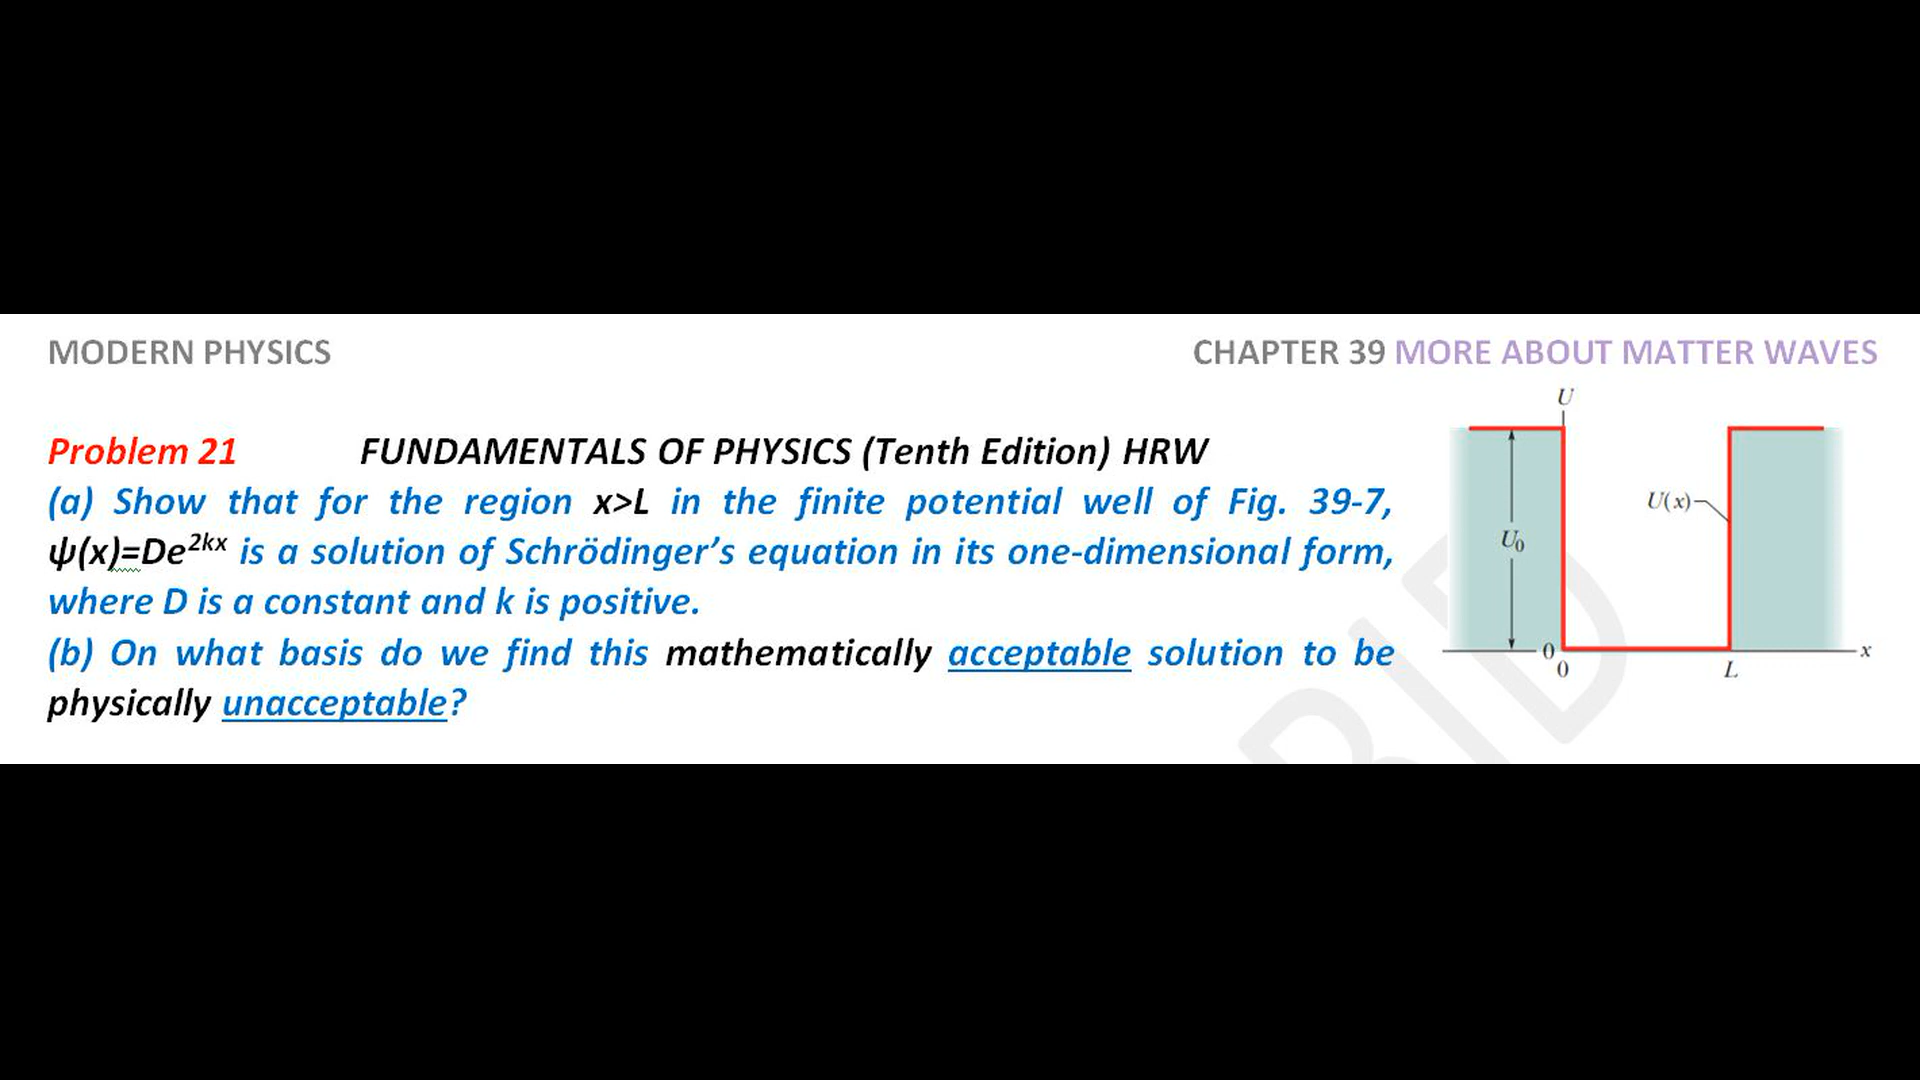 MODERN PHYSICS
CHAPTER 39 MORE ABOUT MATTER WAVES
Problem 21 FUNDAMENTALS OF PHYSICS (Tenth Edition) HRW
(a) Show that for the region x>L in the finite potential well of Fig. 39-7,
ψ(x)=De²ᵏˣ is a solution of Schrödinger’s equation in its one-dimensional form,
where D is a constant and k is positive.
(b) On what basis do we find this mathematically acceptable solution to be
physically unacceptable?
U
U(x)
U₀
0
x
0
L